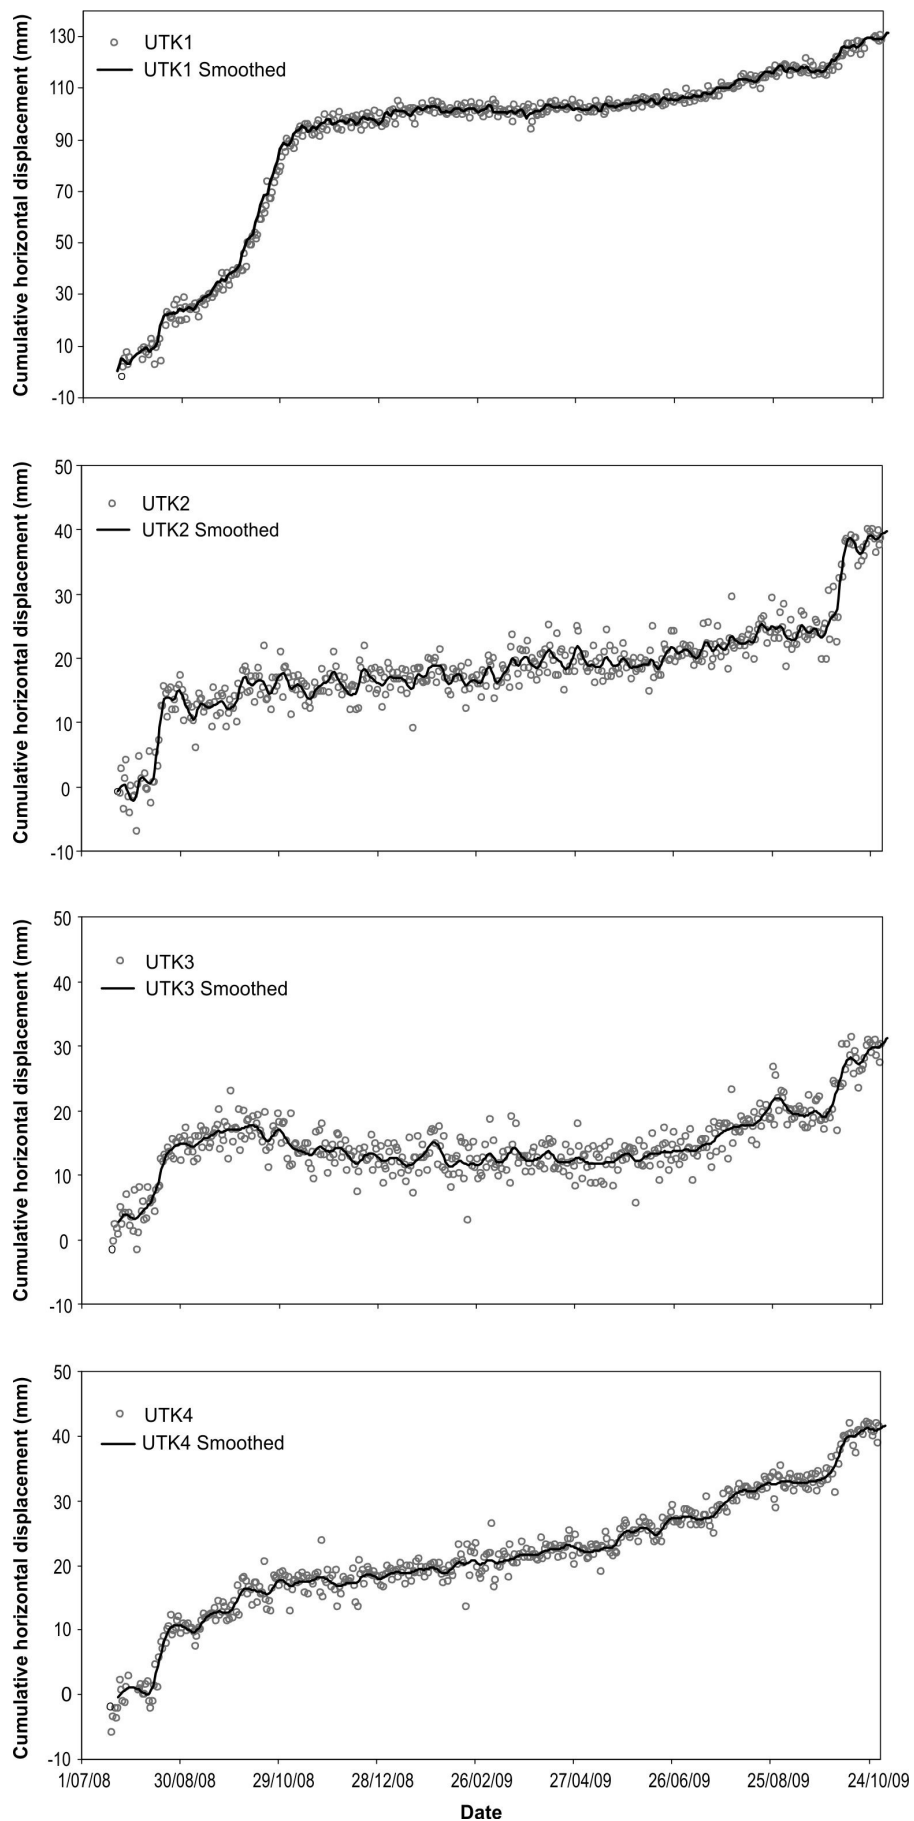 Cumulative horizontal displacement (mm)
130
110
90
70
50
30
10
-10
UTK1
UTK1 Smoothed
Cumulative horizontal displacement (mm)
50
40
30
20
10
0
-10
UTK2
UTK2 Smoothed
Cumulative horizontal displacement (mm)
50
40
30
20
10
0
-10
UTK3
UTK3 Smoothed
Cumulative horizontal displacement (mm)
50
40
30
20
10
0
-10
UTK4
UTK4 Smoothed
1/07/08 30/08/08 29/10/08 28/12/08 26/02/09 27/04/09 26/06/09 25/08/09 24/10/09
Date